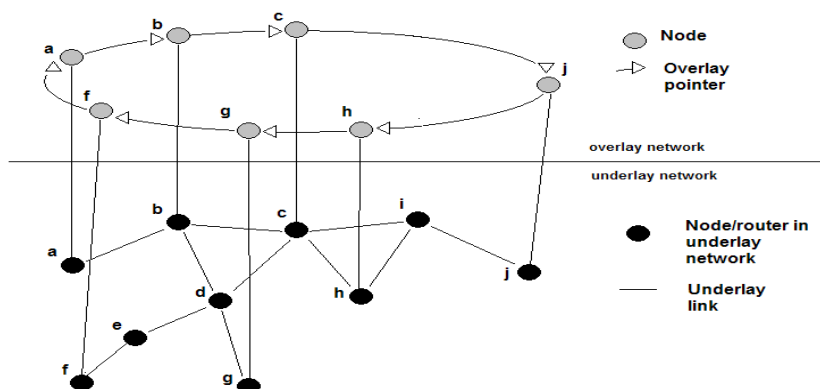 a
b
c
j
f
g
h
Node
Overlay
pointer
overlay network
underlay network
a
b
c
i
j
d
h
e
f
g
Node/router in
underlay
network
Underlay
link